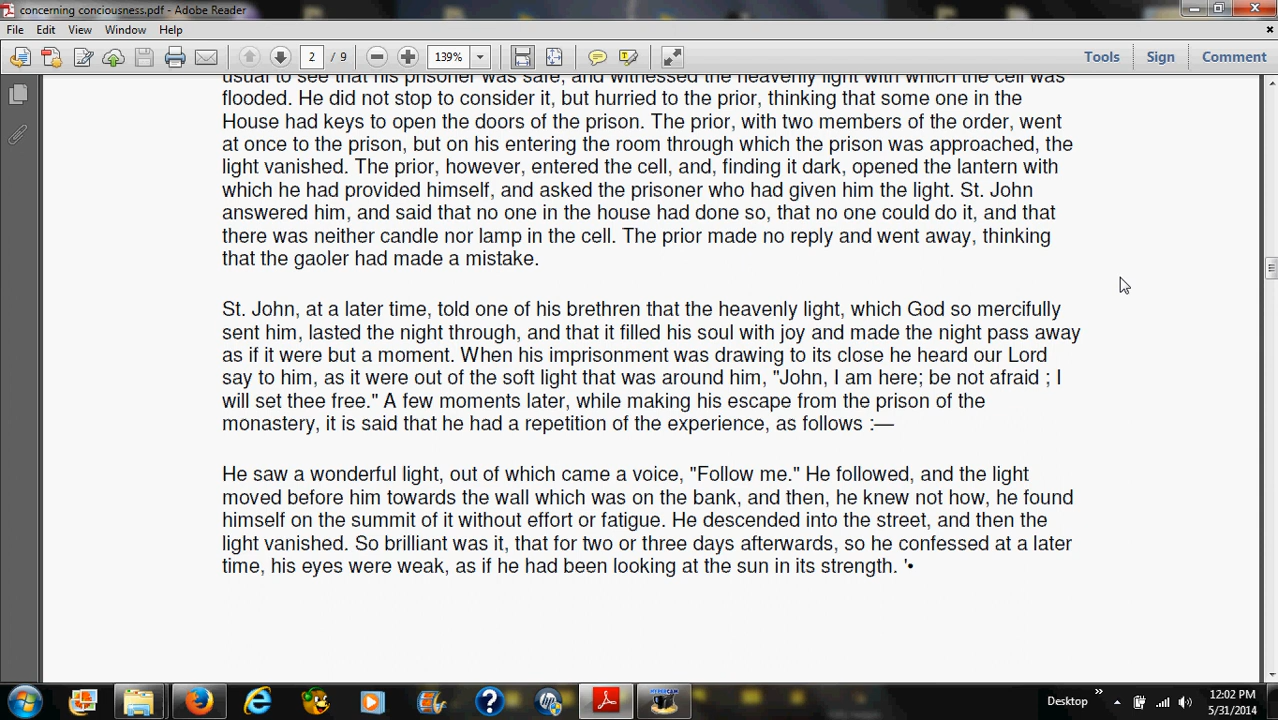 concerning conciousness.pdf - Adobe Reader
File Edit View Window Help
2 / 9 139% Tools Sign Comment
usual to see that his prisoner was safe, and witnessed the heavenly light with which the cell was
flooded. He did not stop to consider it, but hurried to the prior, thinking that some one in the
House had keys to open the doors of the prison. The prior, with two members of the order, went
at once to the prison, but on his entering the room through which the prison was approached, the
light vanished. The prior, however, entered the cell, and, finding it dark, opened the lantern with
which he had provided himself, and asked the prisoner who had given him the light. St. John
answered him, and said that no one in the house had done so, that no one could do it, and that
there was neither candle nor lamp in the cell. The prior made no reply and went away, thinking
that the gaoler had made a mistake.
St. John, at a later time, told one of his brethren that the heavenly light, which God so mercifully
sent him, lasted the night through, and that it filled his soul with joy and made the night pass away
as if it were but a moment. When his imprisonment was drawing to its close he heard our Lord
say to him, as it were out of the soft light that was around him, "John, I am here; be not afraid ; I
will set thee free." A few moments later, while making his escape from the prison of the
monastery, it is said that he had a repetition of the experience, as follows :—
He saw a wonderful light, out of which came a voice, "Follow me." He followed, and the light
moved before him towards the wall which was on the bank, and then, he knew not how, he found
himself on the summit of it without effort or fatigue. He descended into the street, and then the
light vanished. So brilliant was it, that for two or three days afterwards, so he confessed at a later
time, his eyes were weak, as if he had been looking at the sun in its strength. '•
Desktop » 12:02 PM
5/31/2014